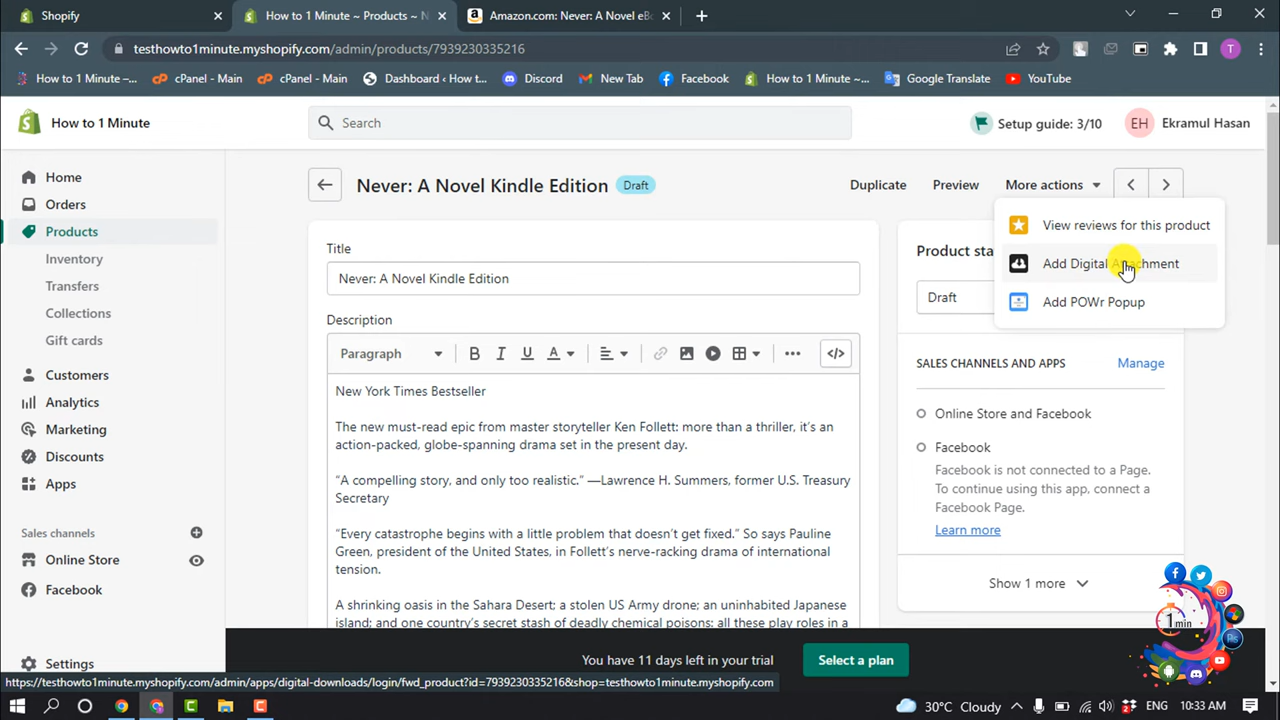 Shopify
How to 1 Minute ~ Products ~ N
Amazon.com: Never: A Novel eBo
testhowto1minute.myshopify.com/admin/products/7939230335216
T
How to 1 Minute –...
cPanel - Main
cPanel - Main
Dashboard ‹ How t...
Discord
New Tab
Facebook
How to 1 Minute ~...
Google Translate
YouTube
How to 1 Minute
Search
Setup guide: 3/10
EH
Ekramul Hasan
Home
Orders
Products
Inventory
Transfers
Collections
Gift cards
Customers
Analytics
Marketing
Discounts
Apps
Sales channels
Online Store
Facebook
Settings
Never: A Novel Kindle Edition
Draft
Duplicate
Preview
More actions
View reviews for this product
Add Digital Attachment
Add POWr Popup
Title
Never: A Novel Kindle Edition
Description
Paragraph
B I U A
New York Times Bestseller
The new must-read epic from master storyteller Ken Follett: more than a thriller, it's an
action-packed, globe-spanning drama set in the present day.
“A compelling story, and only too realistic.” —Lawrence H. Summers, former U.S. Treasury
Secretary
“Every catastrophe begins with a little problem that doesn't get fixed.” So says Pauline
Green, president of the United States, in Follett's nerve-racking drama of international
tension.
A shrinking oasis in the Sahara Desert; a stolen US Army drone; an uninhabited Japanese
island; and one country's secret stash of deadly chemical poisons: all these play roles in a
Product sta
Draft
SALES CHANNELS AND APPS
Manage
Online Store and Facebook
Facebook
Facebook is not connected to a Page.
To continue using this app, connect a
Facebook Page.
Learn more
Show 1 more
1 min
Ps
You have 11 days left in your trial
Select a plan
https://testhowto1minute.myshopify.com/admin/apps/digital-downloads/login/fwd_product?id=7939230335216&shop=testhowto1minute.myshopify.com
30°C Cloudy
ENG
10:33 AM